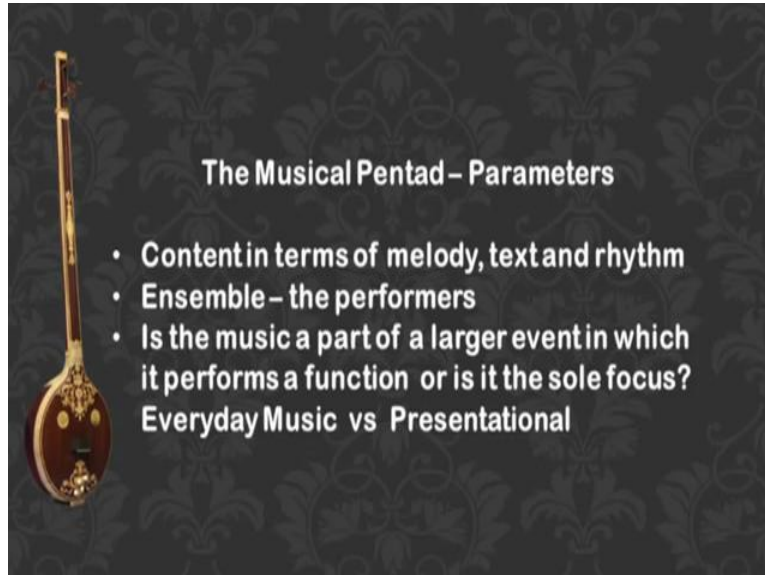 The Musical Pentad – Parameters
• Content in terms of melody, text and rhythm
• Ensemble – the performers
• Is the music a part of a larger event in which
it performs a function or is it the sole focus?
Everyday Music vs Presentational